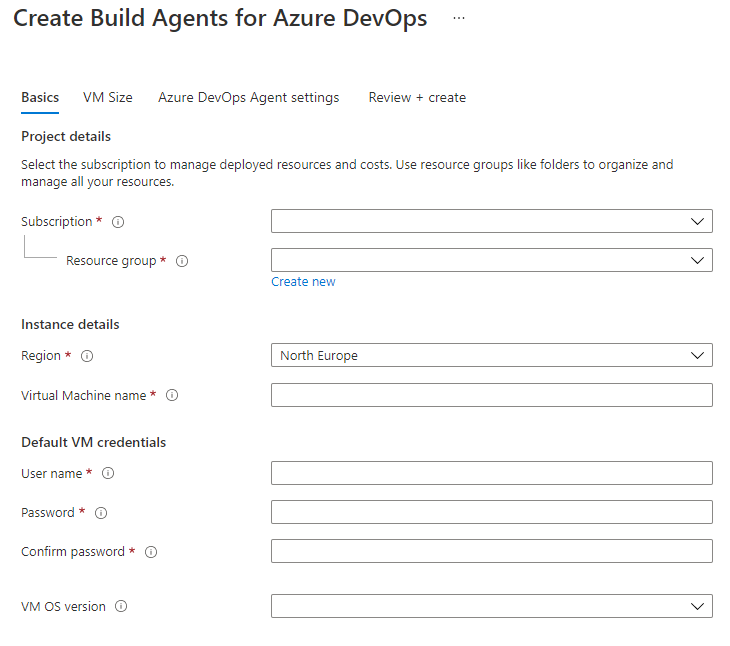 Create Build Agents for Azure DevOps ...
Basics VM Size Azure DevOps Agent settings Review + create
Project details
Select the subscription to manage deployed resources and costs. Use resource groups like folders to organize and
manage all your resources.
Subscription *
Resource group *
Create new
Instance details
Region * North Europe
Virtual Machine name *
Default VM credentials
User name *
Password *
Confirm password *
VM OS version